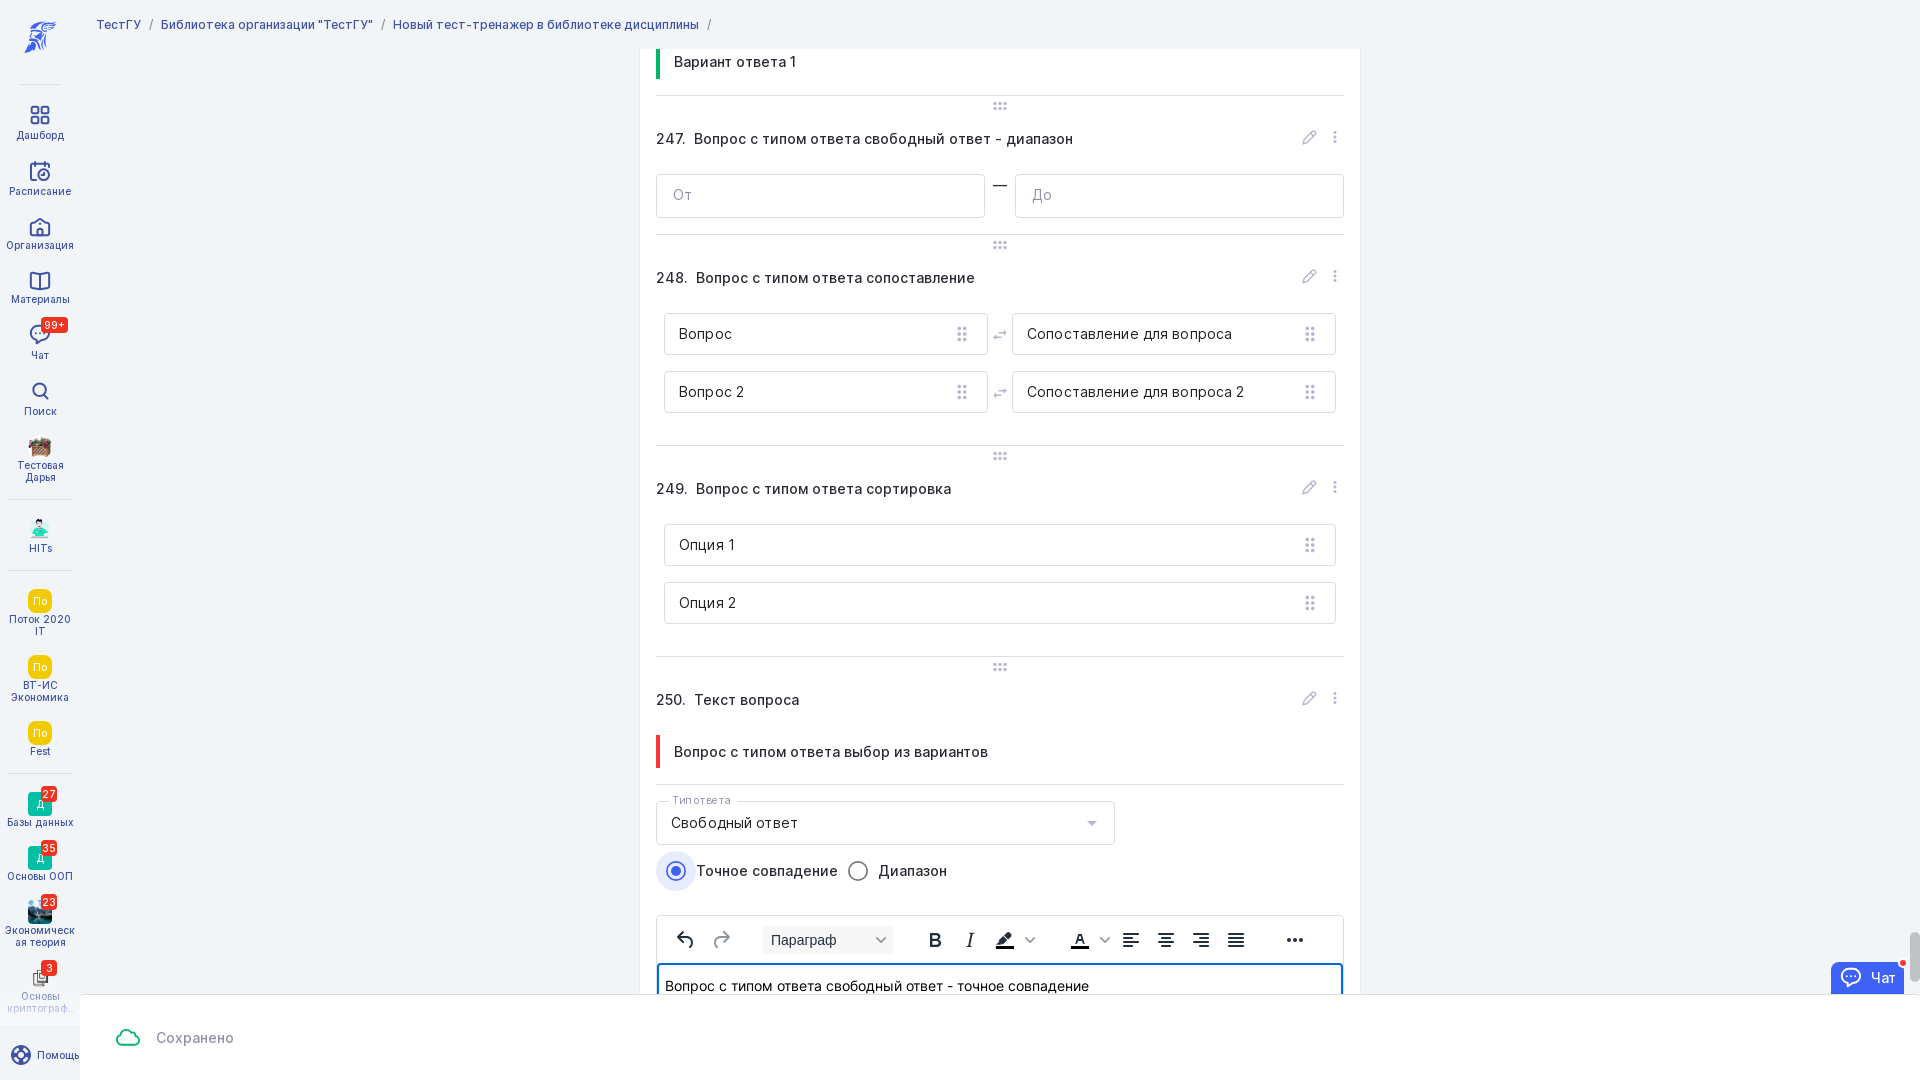 ТестГУ / Библиотека организации "ТестГУ" / Новый тест-тренажер в библиотеке дисциплины /
Дашборд
Расписание
Организация
Материалы
99+
Чат
Поиск
Тестовая
Дарья
HITs
По
Поток 2020
IT
По
ВТ-ИС
Экономика
По
Fest
27
Д
Базы данных
35
Д
Основы ООП
23
Экономическ
ая теория
3
Основы
криптограф...
Помощь
Вариант ответа 1
247. Вопрос с типом ответа свободный ответ - диапазон
От — До
248. Вопрос с типом ответа сопоставление
Вопрос Сопоставление для вопроса
Вопрос 2 Сопоставление для вопроса 2
249. Вопрос с типом ответа сортировка
Опция 1
Опция 2
250. Текст вопроса
Вопрос с типом ответа выбор из вариантов
Тип ответа
Свободный ответ
Точное совпадение Диапазон
Параграф B I A
Вопрос с типом ответа свободный ответ - точное совпадение
Чат
Сохранено